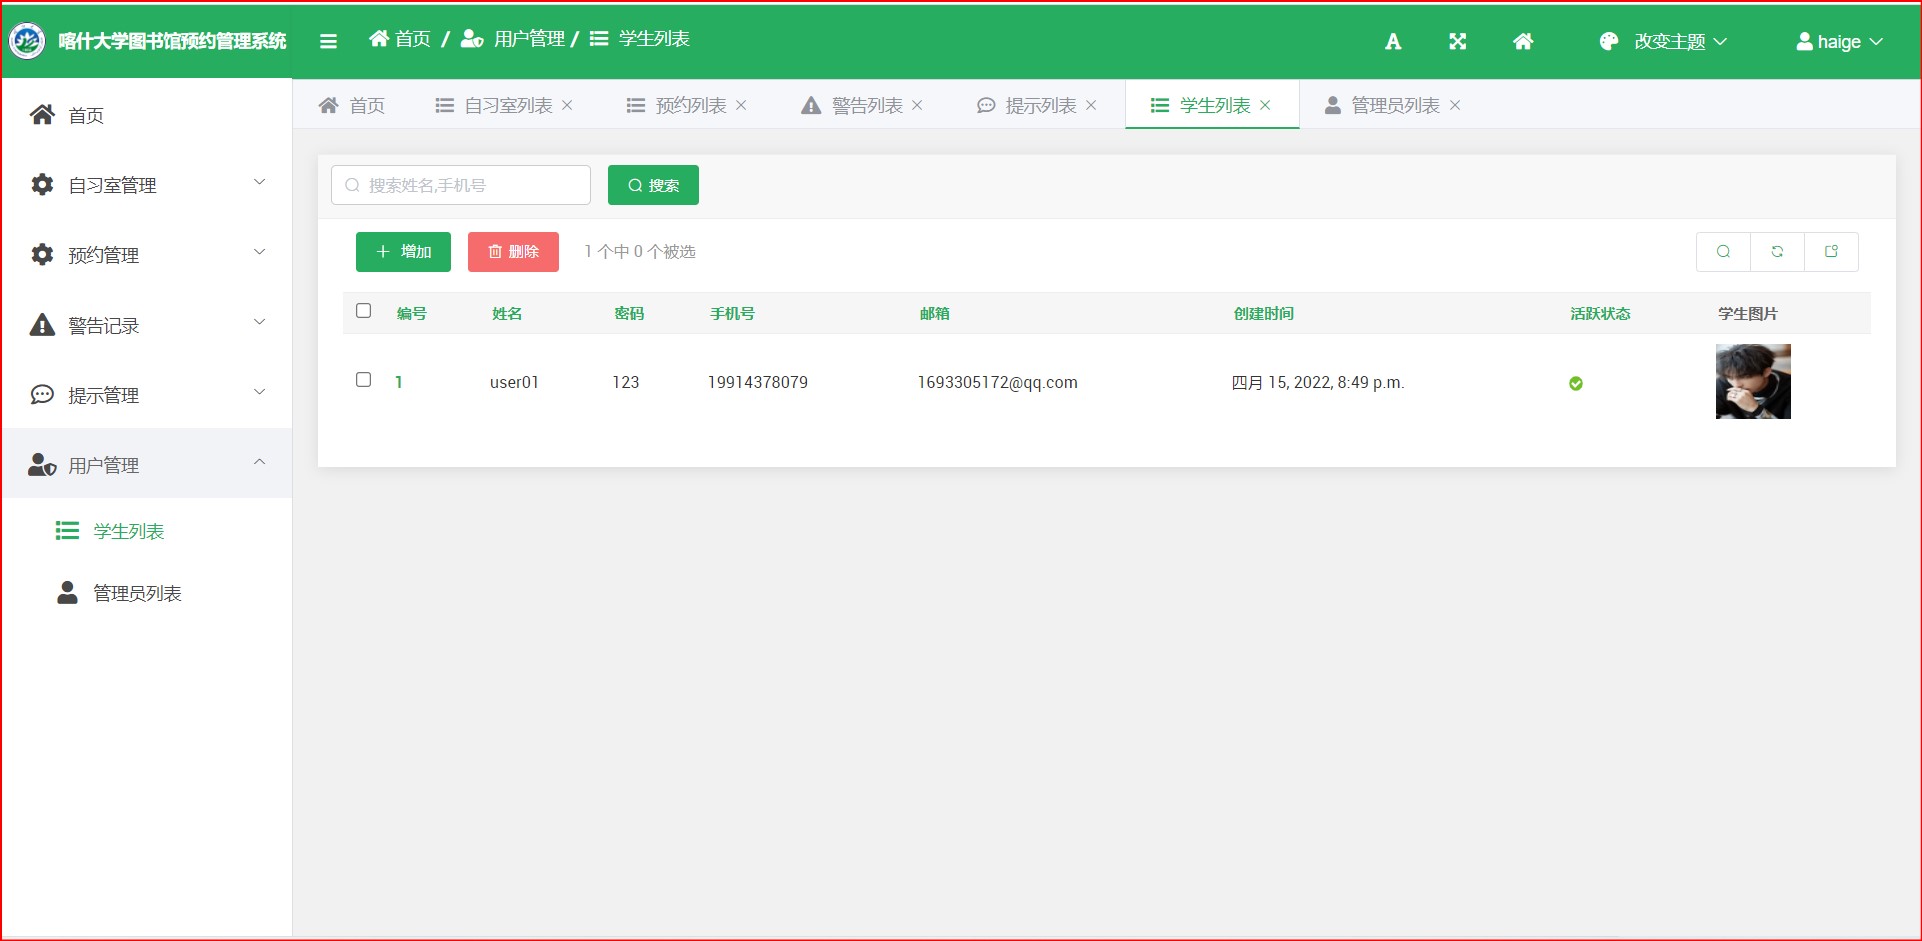 喀什大学图书馆预约管理系统
首页 / 用户管理 / 学生列表
A 改变主题 haige
首页 自习室列表 预约列表 警告列表 提示列表 学生列表 管理员列表
首页
自习室管理
预约管理
警告记录
提示管理
用户管理
学生列表
管理员列表
搜索姓名,手机号 搜索
增加 删除 1 个中 0 个被选
编号 姓名 密码 手机号 邮箱 创建时间 活跃状态 学生图片
1 user01 123 19914378079 1693305172@qq.com 四月 15, 2022, 8:49 p.m.